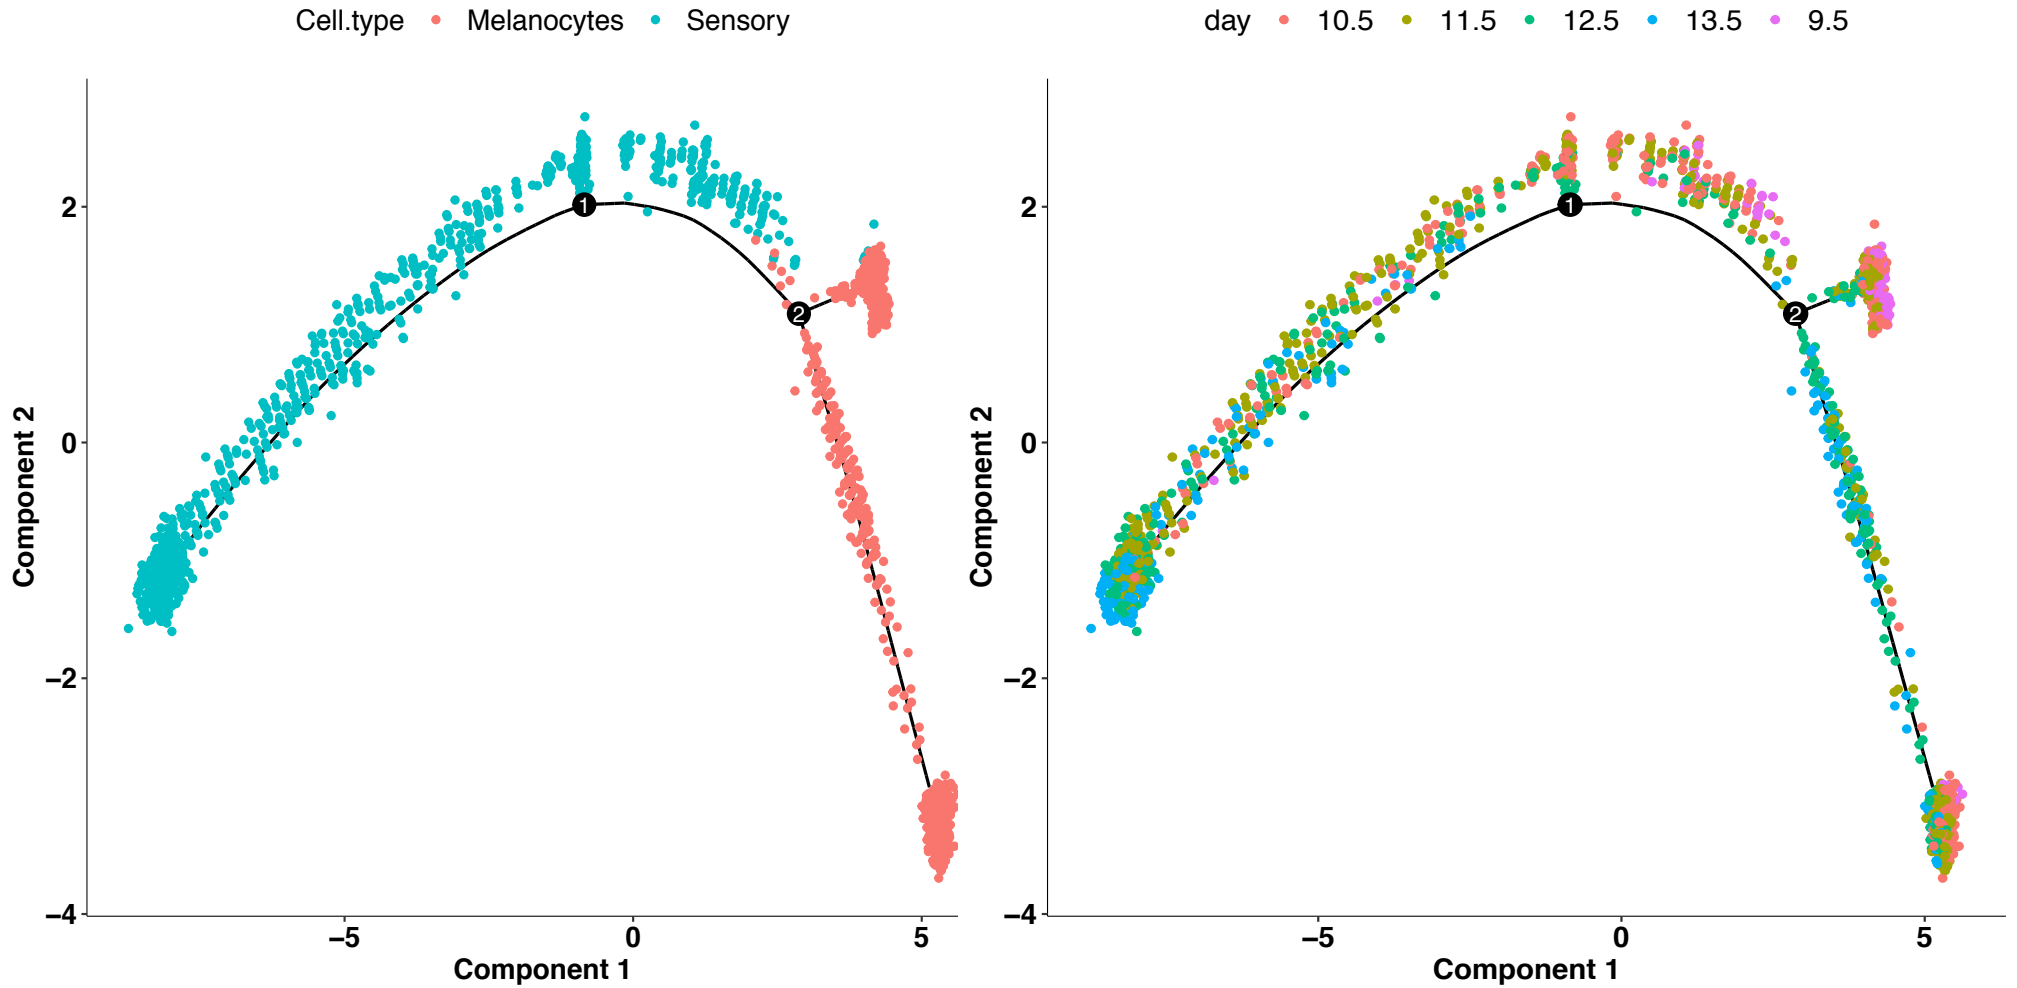 Cell.type Melanocytes Sensory
2
0
−2
−4
1
2
−5 0 5
Component 1
Component 2
day 10.5 11.5 12.5 13.5 9.5
2
0
−2
−4
1
2
−5 0 5
Component 1
Component 2